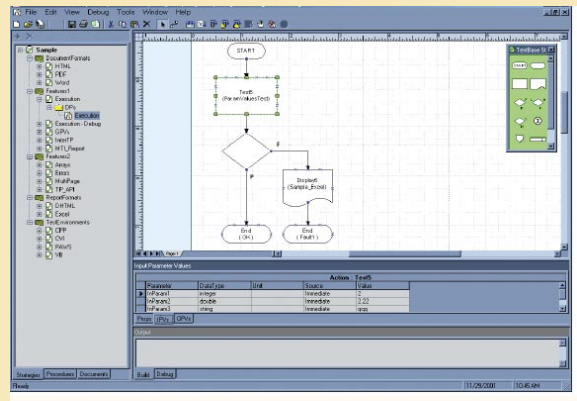 File Edit View Debug Tools Window Help
Sample
DocumentFormats
HTML
PDF
Word
Features1
Execution
DPs
Execution
Execution - Debug
GPVs
InterTP
MTI_Report
Features2
Arrays
Errors
MultiPage
TP_API
ReportFormats
DHTML
Excel
TestEnvironments
CPP
CVI
PAWS
VB
Strategies Procedures Documents
START
Test5
(ParamValuesTest)
F
P
Display6
(Sample_Excel)
End
(OK)
End
(Fault1)
Page-1
TestBase St
START
Input Parameter Values
Action : Test5
Parameter DataType Unit Source Value
InParam1 integer Immediate 2
InParam2 double Immediate 2.22
InParam3 string Immediate
Props IPVs OPVs
Output
Build Debug
Ready
11/29/2001 10:45 AM